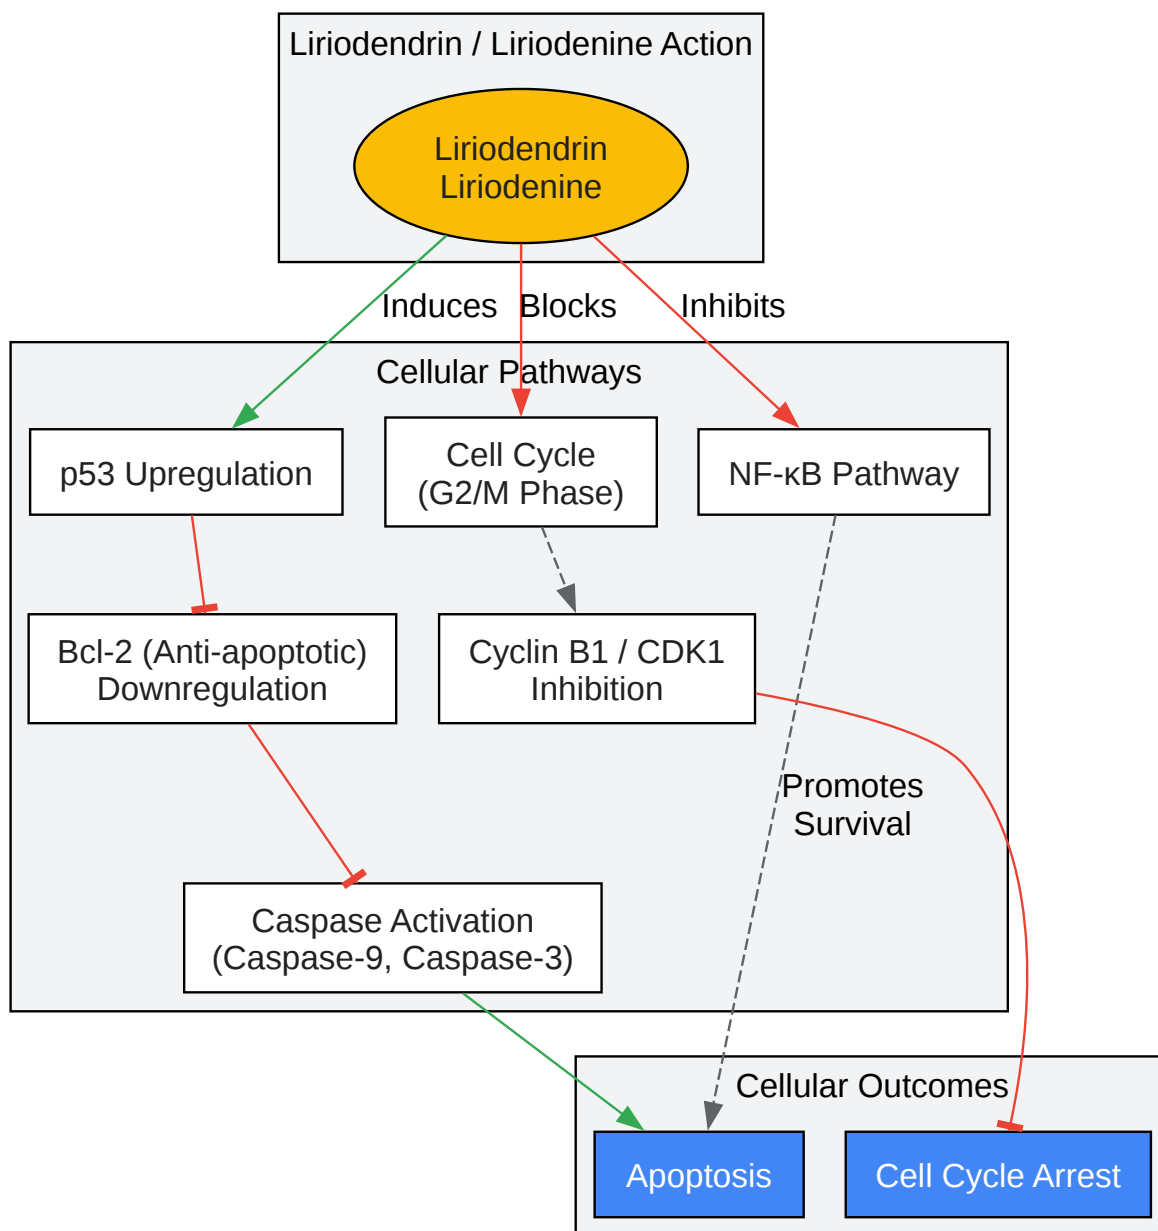 Liriodendrin / Liriodenine Action
Liriodendrin
Liriodenine
Induces
Blocks
Inhibits
Cellular Pathways
p53 Upregulation
Cell Cycle
(G2/M Phase)
NF-κB Pathway
Bcl-2 (Anti-apoptotic)
Downregulation
Cyclin B1 / CDK1
Inhibition
Promotes
Survival
Caspase Activation
(Caspase-9, Caspase-3)
Cellular Outcomes
Apoptosis
Cell Cycle Arrest